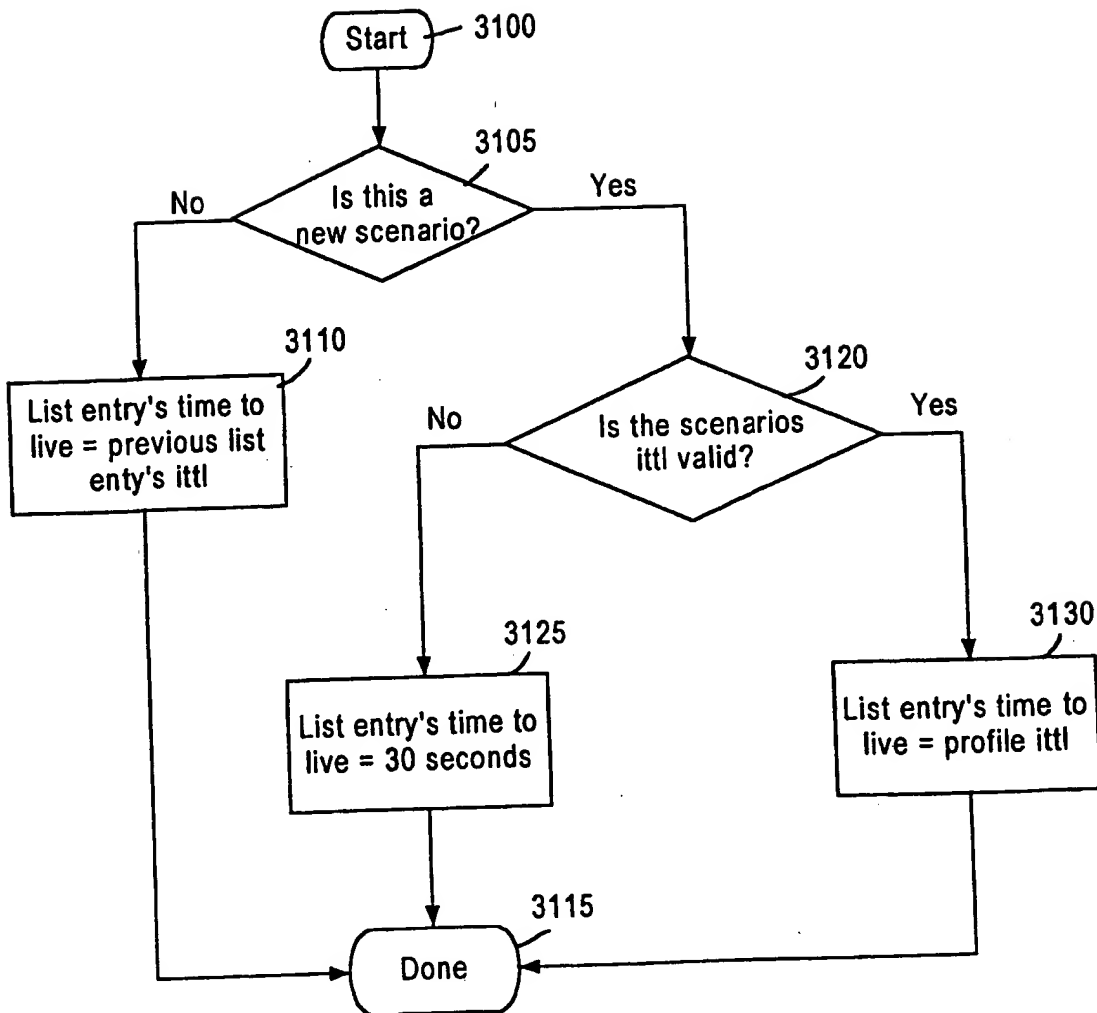 Start
3100
3105
Is this a
new scenario?
No
Yes
3110
List entry's time to
live = previous list
enty's ittl
3120
Is the scenarios
ittl valid?
No
Yes
3125
List entry's time to
live = 30 seconds
3130
List entry's time to
live = profile ittl
3115
Done